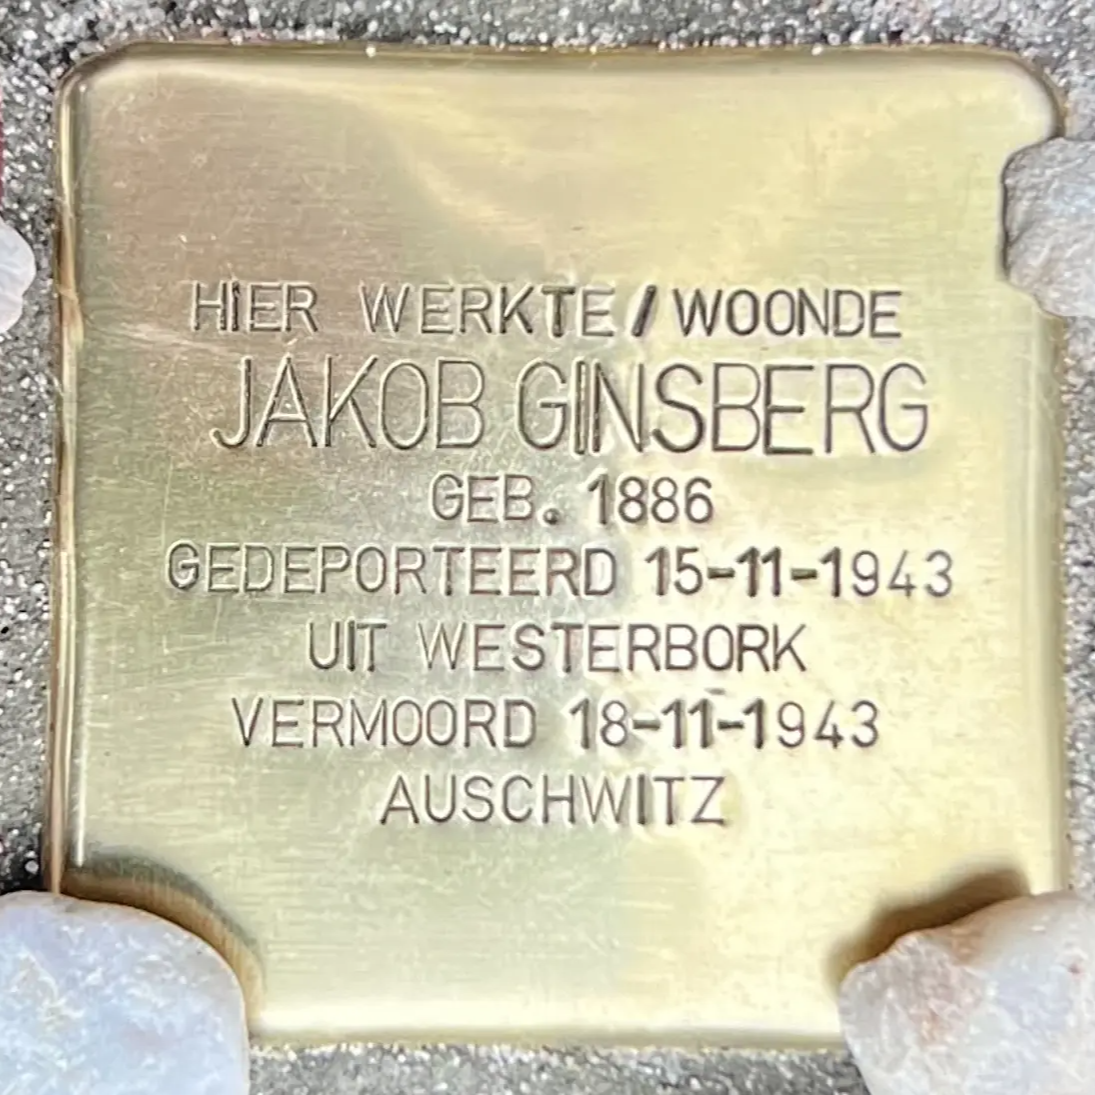 HIER WERKTE/WOONDE
JAKOB GINSBERG
GEB. 1886
GEDEPORTEERD 15-11-1943
UIT WESTERBORK
VERMOORD 18-11-1943
AUSCHWITZ